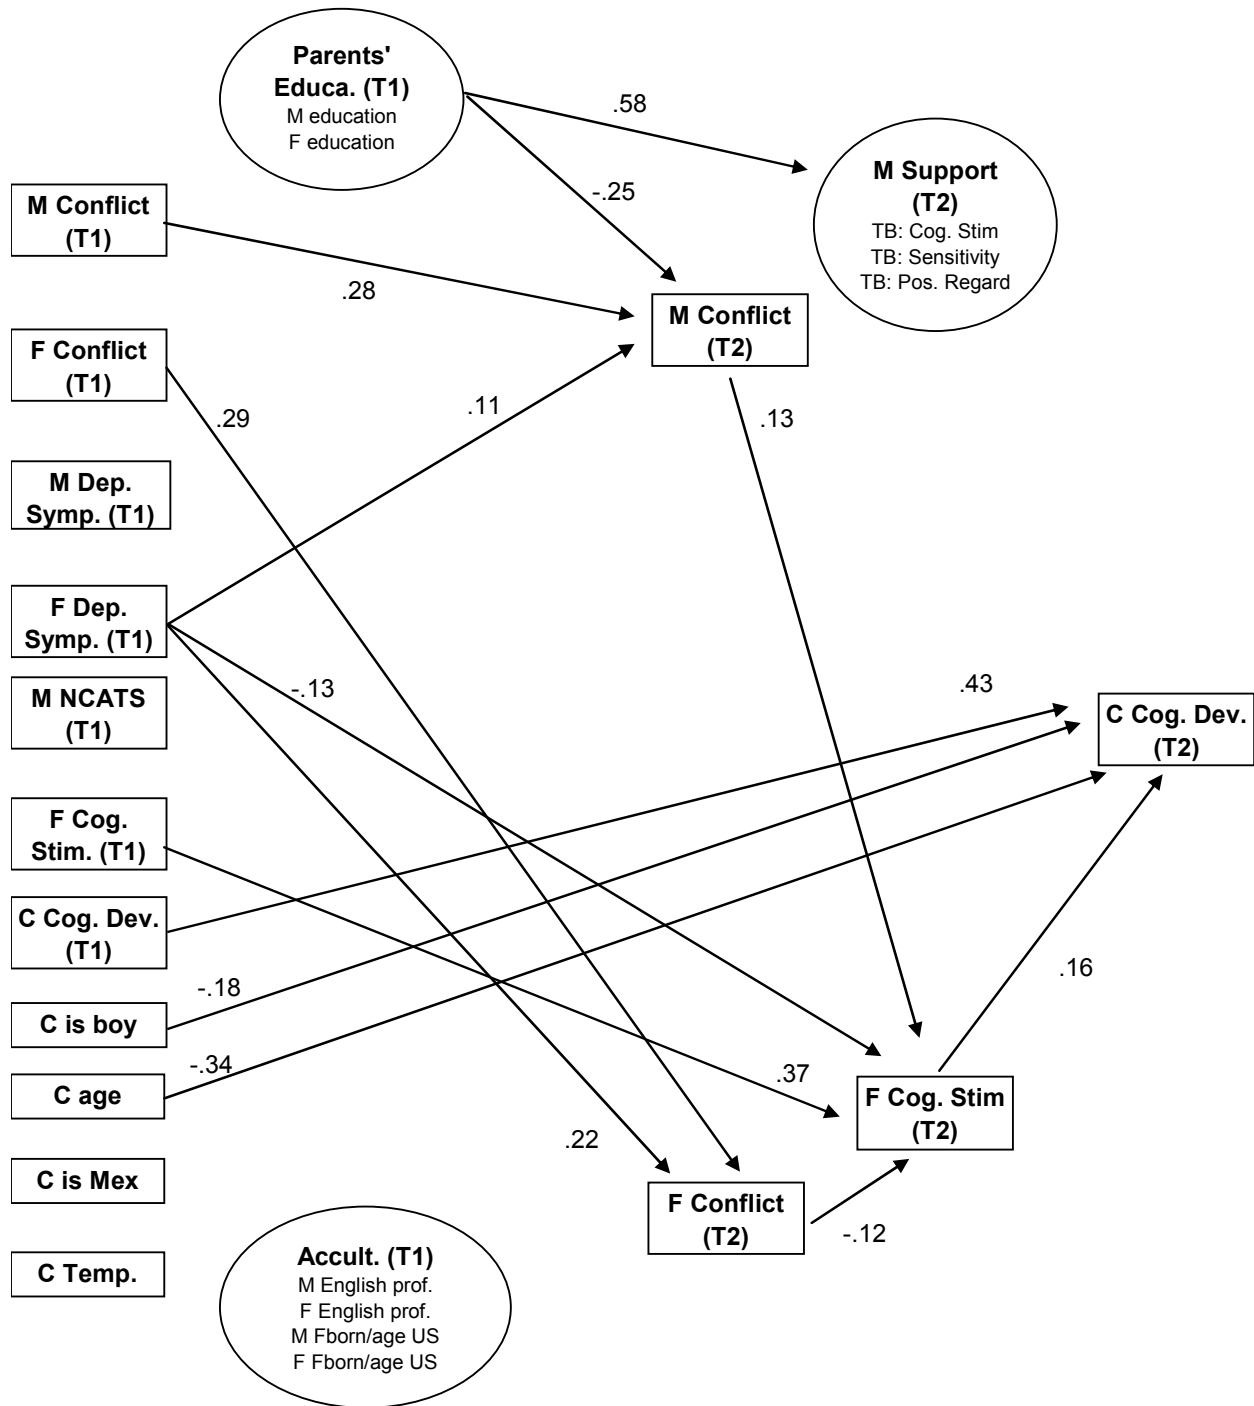 Parents'
Educa. (T1)
M education
F education
.58
M Support
(T2)
TB: Cog. Stim
TB: Sensitivity
TB: Pos. Regard
-.25
M Conflict
(T1)
.28
M Conflict
(T2)
F Conflict
(T1)
.29
.11
.13
M Dep.
Symp. (T1)
F Dep.
Symp. (T1)
-.13
M NCATS
(T1)
.43
C Cog. Dev.
(T2)
F Cog.
Stim. (T1)
C Cog. Dev.
(T1)
-.18
.16
C is boy
-.34
.37
C age
F Cog. Stim
(T2)
.22
C is Mex
F Conflict
(T2)
-.12
C Temp.
Accult. (T1)
M English prof.
F English prof.
M Fborn/age US
F Fborn/age US